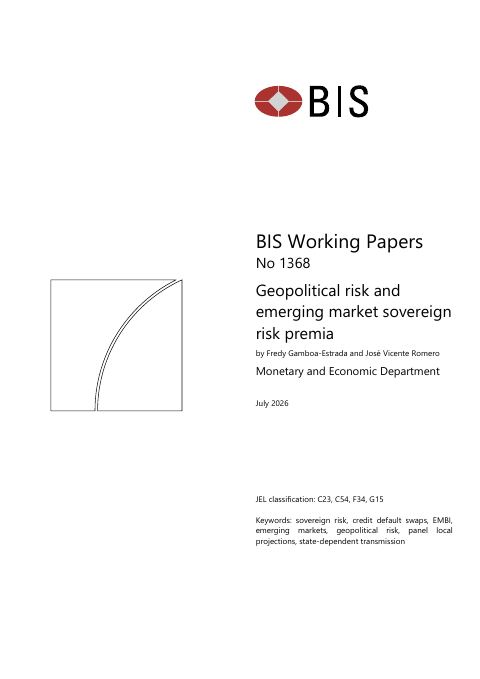 BIS
BIS Working Papers
No 1368
Geopolitical risk and
emerging market sovereign
risk premia
by Fredy Gamboa-Estrada and José Vicente Romero
Monetary and Economic Department
July 2026
JEL classification: C23, C54, F34, G15
Keywords: sovereign risk, credit default swaps, EMBI,
emerging markets, geopolitical risk, panel local
projections, state-dependent transmission